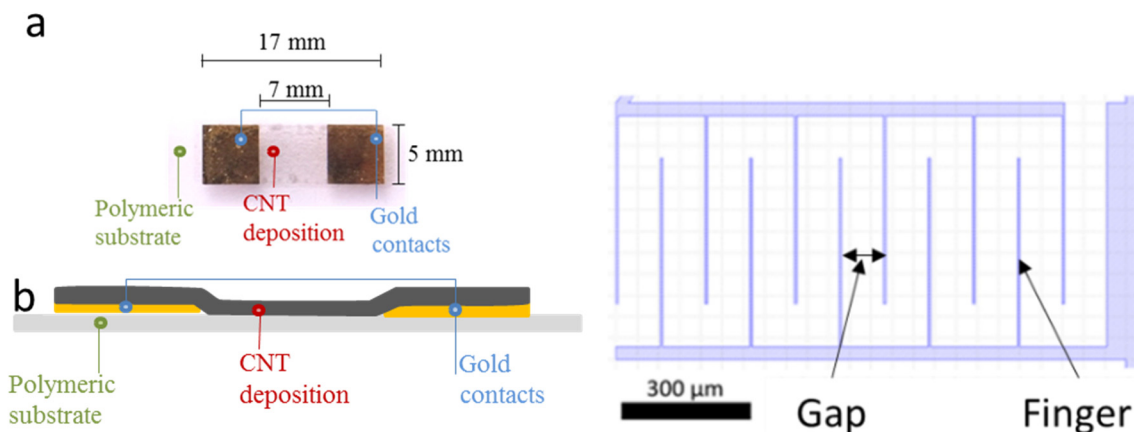 a
17 mm
7 mm
5 mm
Polymeric
substrate
CNT
deposition
Gold
contacts
b
Polymeric
substrate
CNT
deposition
Gold
contacts
300 μm
Gap
Finger